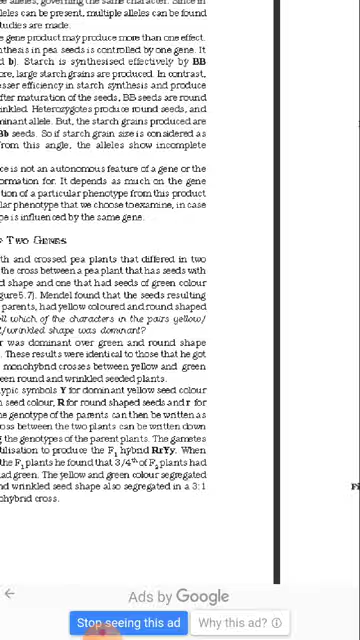 ee alleles, governing the same character. Since in
lleles can be present, multiple alleles can be found
tudies are made.
e gene product may produce more than one effect.
nthesis in pea seeds is controlled by one gene. It
d b). Starch is synthesised effectively by BB
ore, large starch grains are produced. In contrast,
esser efficiency in starch synthesis and produce
fter maturation of the seeds, BB seeds are round
inkled. Heterozygotes produce round seeds, and
minant allele. But, the starch grains produced are
Bb seeds. So if starch grain size is considered as
from this angle, the alleles show incomplete
ce is not an autonomous feature of a gene or the
ormation for. It depends as much on the gene
tion of a particular phenotype from this product
lar phenotype that we choose to examine, in case
pe is influenced by the same gene.
TWO GENES
th and crossed pea plants that differed in two
the cross between a pea plant that has seeds with
d shape and one that had seeds of green colour
igure5.7). Mendel found that the seeds resulting
parents, had yellow coloured and round shaped
ll which of the characters in the pairs yellow/
/wrinkled shape was dominant?
r was dominant over green and round shape
. These results were identical to those that he got
monohybrid crosses between yellow and green
een round and wrinkled seeded plants.
typic symbols Y for dominant yellow seed colour
n seed colour, R for round shaped seeds and r for
he genotype of the parents can then be written as
oss between the two plants can be written down
g the genotypes of the parent plants. The gametes
tilisation to produce the F1 hybrid RrYy. When
the F1 plants he found that 3/4th of F2 plants had
had green. The yellow and green colour segregated
nd wrinkled seed shape also segregated in a 3:1
ohybrid cross.
Fi
Ads by Google
Stop seeing this ad
Why this ad?